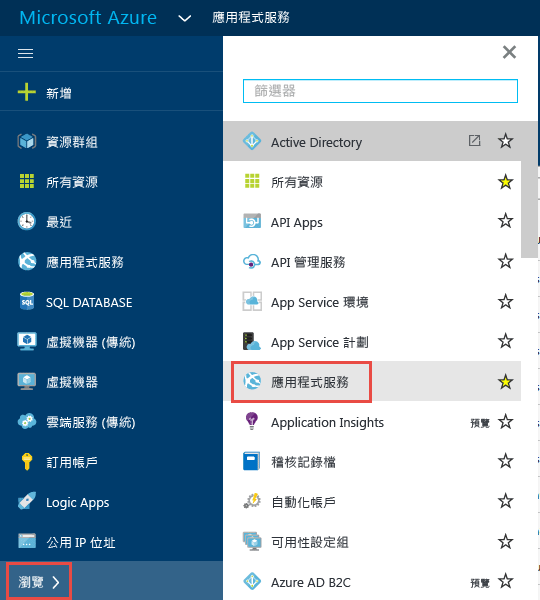 Microsoft Azure 應用程式服務
新增
資源群組
所有資源
最近
應用程式服務
SQL DATABASE
虛擬機器 (傳統)
虛擬機器
雲端服務 (傳統)
訂用帳戶
Logic Apps
公用 IP 位址
瀏覽
篩選器
Active Directory
所有資源
API Apps
API 管理服務
App Service 環境
App Service 計劃
應用程式服務
Application Insights 預覽
稽核記錄檔
自動化帳戶
可用性設定組
Azure AD B2C 預覽